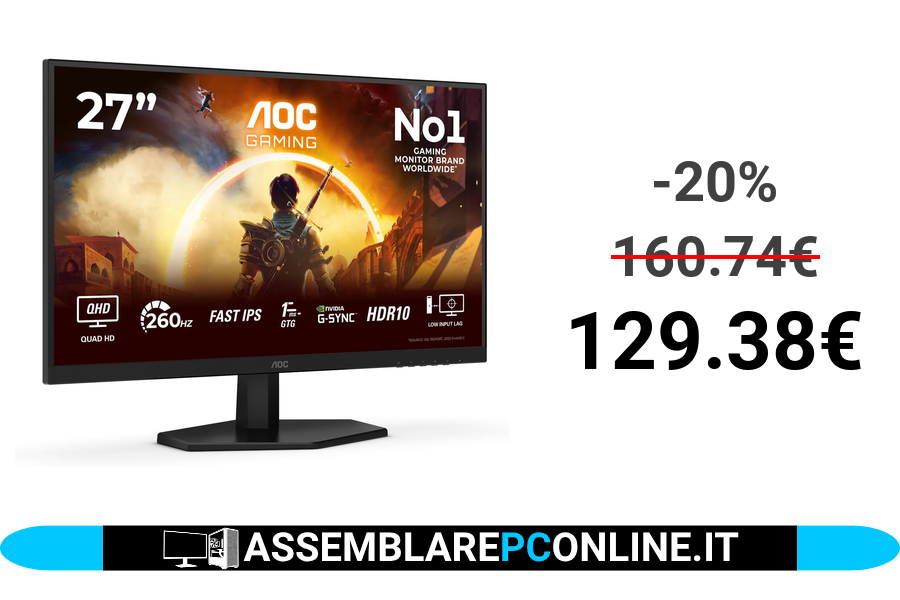 27”
AOC
GAMING
No1
GAMING
MONITOR BRAND
WORLDWIDE*
QHD
QUAD HD
260HZ
FAST IPS
1ms
GTG
NVIDIA
G-SYNC
HDR10
LOW INPUT LAG
AOC
-20%
160.74€
129.38€
ASSEMBLAREPCONLINE.IT